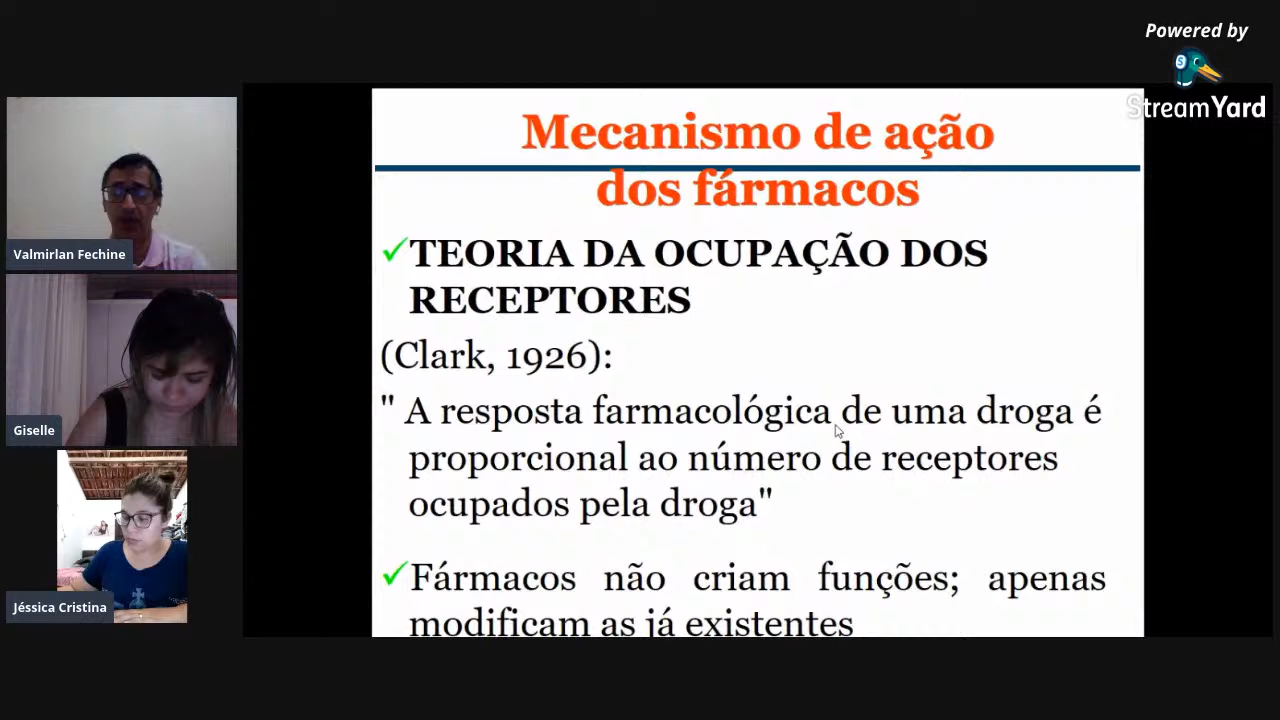 Powered by
StreamYard
Mecanismo de ação
dos fármacos
TEORIA DA OCUPAÇÃO DOS
RECEPTORES
(Clark, 1926):
" A resposta farmacológica de uma droga é
proporcional ao número de receptores
ocupados pela droga"
Fármacos não criam funções; apenas
modificam as já existentes
Valmirlan Fechine
Giselle
Jéssica Cristina